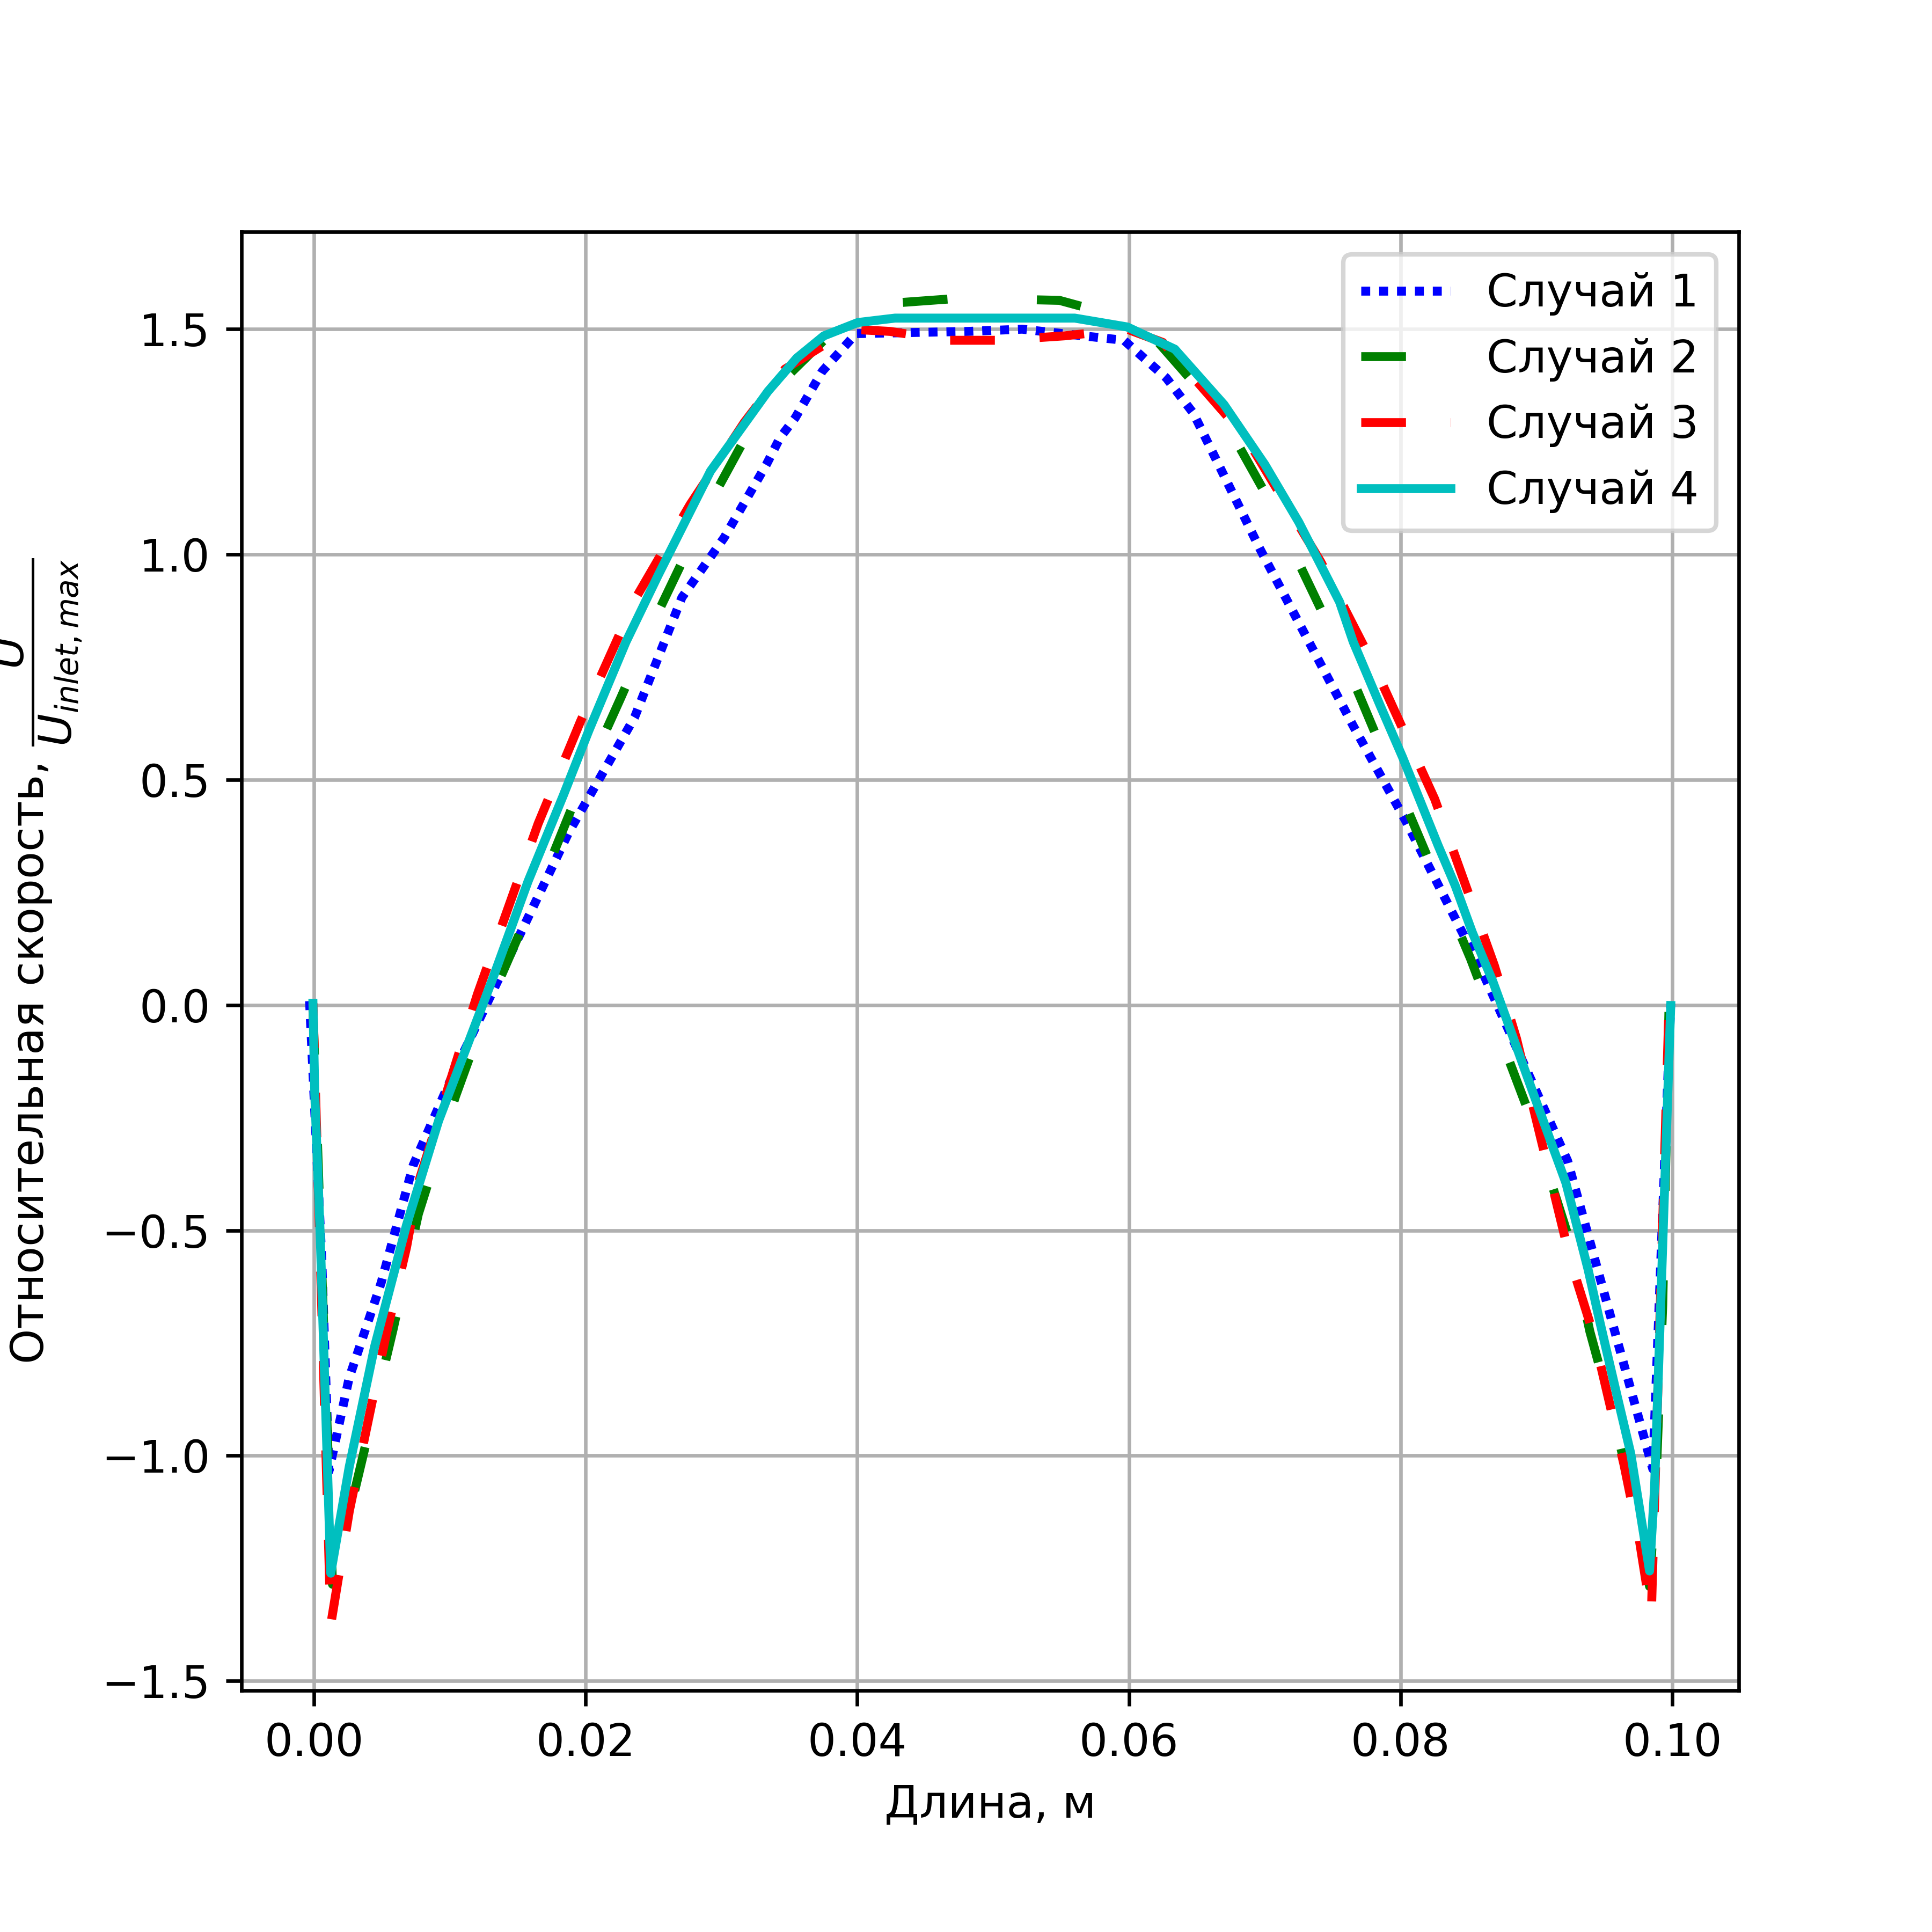 Относительная скорость, U / U_inlet, max
1.5
1.0
0.5
0.0
−0.5
−1.0
−1.5
0.00 0.02 0.04 0.06 0.08 0.10
Длина, м
Случай 1
Случай 2
Случай 3
Случай 4